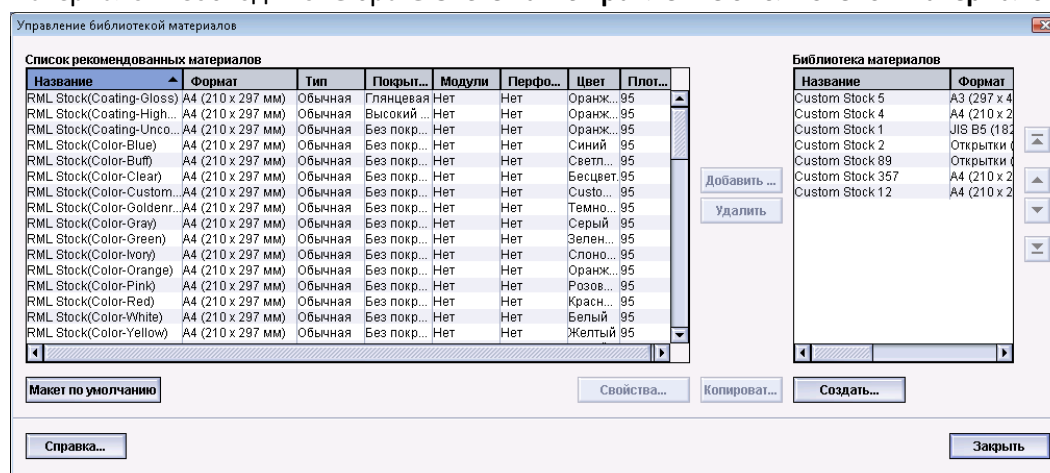 Управление библиотекой материалов
Список рекомендованных материалов
Название Формат Тип Покрыт... Модули Перфо... Цвет Плот...
RML Stock(Coating-Gloss) A4 (210 x 297 мм) Обычная Глянцевая Нет Нет Оранж... 95
RML Stock(Coating-High... A4 (210 x 297 мм) Обычная Высокий ... Нет Нет Оранж... 95
RML Stock(Coating-Unco... A4 (210 x 297 мм) Обычная Без покр... Нет Нет Оранж... 95
RML Stock(Color-Blue) A4 (210 x 297 мм) Обычная Без покр... Нет Нет Синий 95
RML Stock(Color-Buff) A4 (210 x 297 мм) Обычная Без покр... Нет Нет Светл... 95
RML Stock(Color-Clear) A4 (210 x 297 мм) Обычная Без покр... Нет Нет Бесцвет. 95
RML Stock(Color-Custom... A4 (210 x 297 мм) Обычная Без покр... Нет Нет Custo... 95
RML Stock(Color-Goldenr... A4 (210 x 297 мм) Обычная Без покр... Нет Нет Темно... 95
RML Stock(Color-Gray) A4 (210 x 297 мм) Обычная Без покр... Нет Нет Серый 95
RML Stock(Color-Green) A4 (210 x 297 мм) Обычная Без покр... Нет Нет Зелен... 95
RML Stock(Color-Ivory) A4 (210 x 297 мм) Обычная Без покр... Нет Нет Слоно... 95
RML Stock(Color-Orange) A4 (210 x 297 мм) Обычная Без покр... Нет Нет Оранж... 95
RML Stock(Color-Pink) A4 (210 x 297 мм) Обычная Без покр... Нет Нет Розов... 95
RML Stock(Color-Red) A4 (210 x 297 мм) Обычная Без покр... Нет Нет Красн... 95
RML Stock(Color-White) A4 (210 x 297 мм) Обычная Без покр... Нет Нет Белый 95
RML Stock(Color-Yellow) A4 (210 x 297 мм) Обычная Без покр... Нет Нет Желтый 95
Добавить ...
Удалить
Библиотека материалов
Название Формат
Custom Stock 5 A3 (297 x 4
Custom Stock 4 A4 (210 x 2
Custom Stock 1 JIS B5 (182
Custom Stock 2 Открытки (
Custom Stock 89 Открытки (
Custom Stock 357 A4 (210 x 2
Custom Stock 12 A4 (210 x 2
Макет по умолчанию Свойства... Копироват... Создать...
Справка... Закрыть